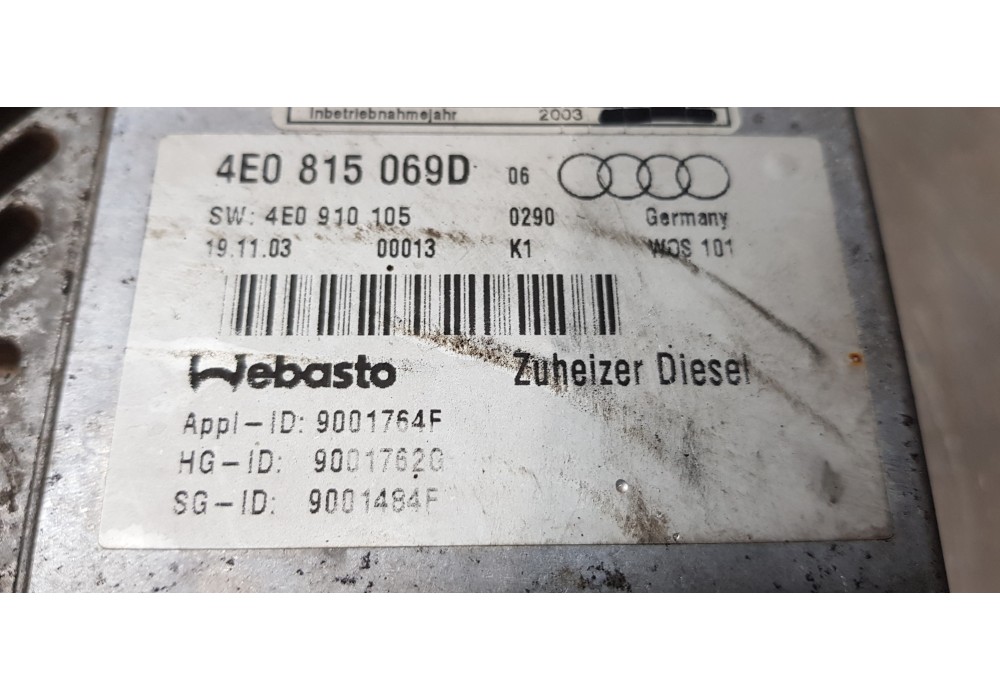 Inbetriebnahmejahr 2003
4E0 815 069D 06
SW: 4E0 910 105 0290 Germany
19.11.03 00013 K1 WOS 101
Webasto Zuheizer Diesel
Appl-ID: 9001764F
HG-ID: 9001762G
SG-ID: 9001484F